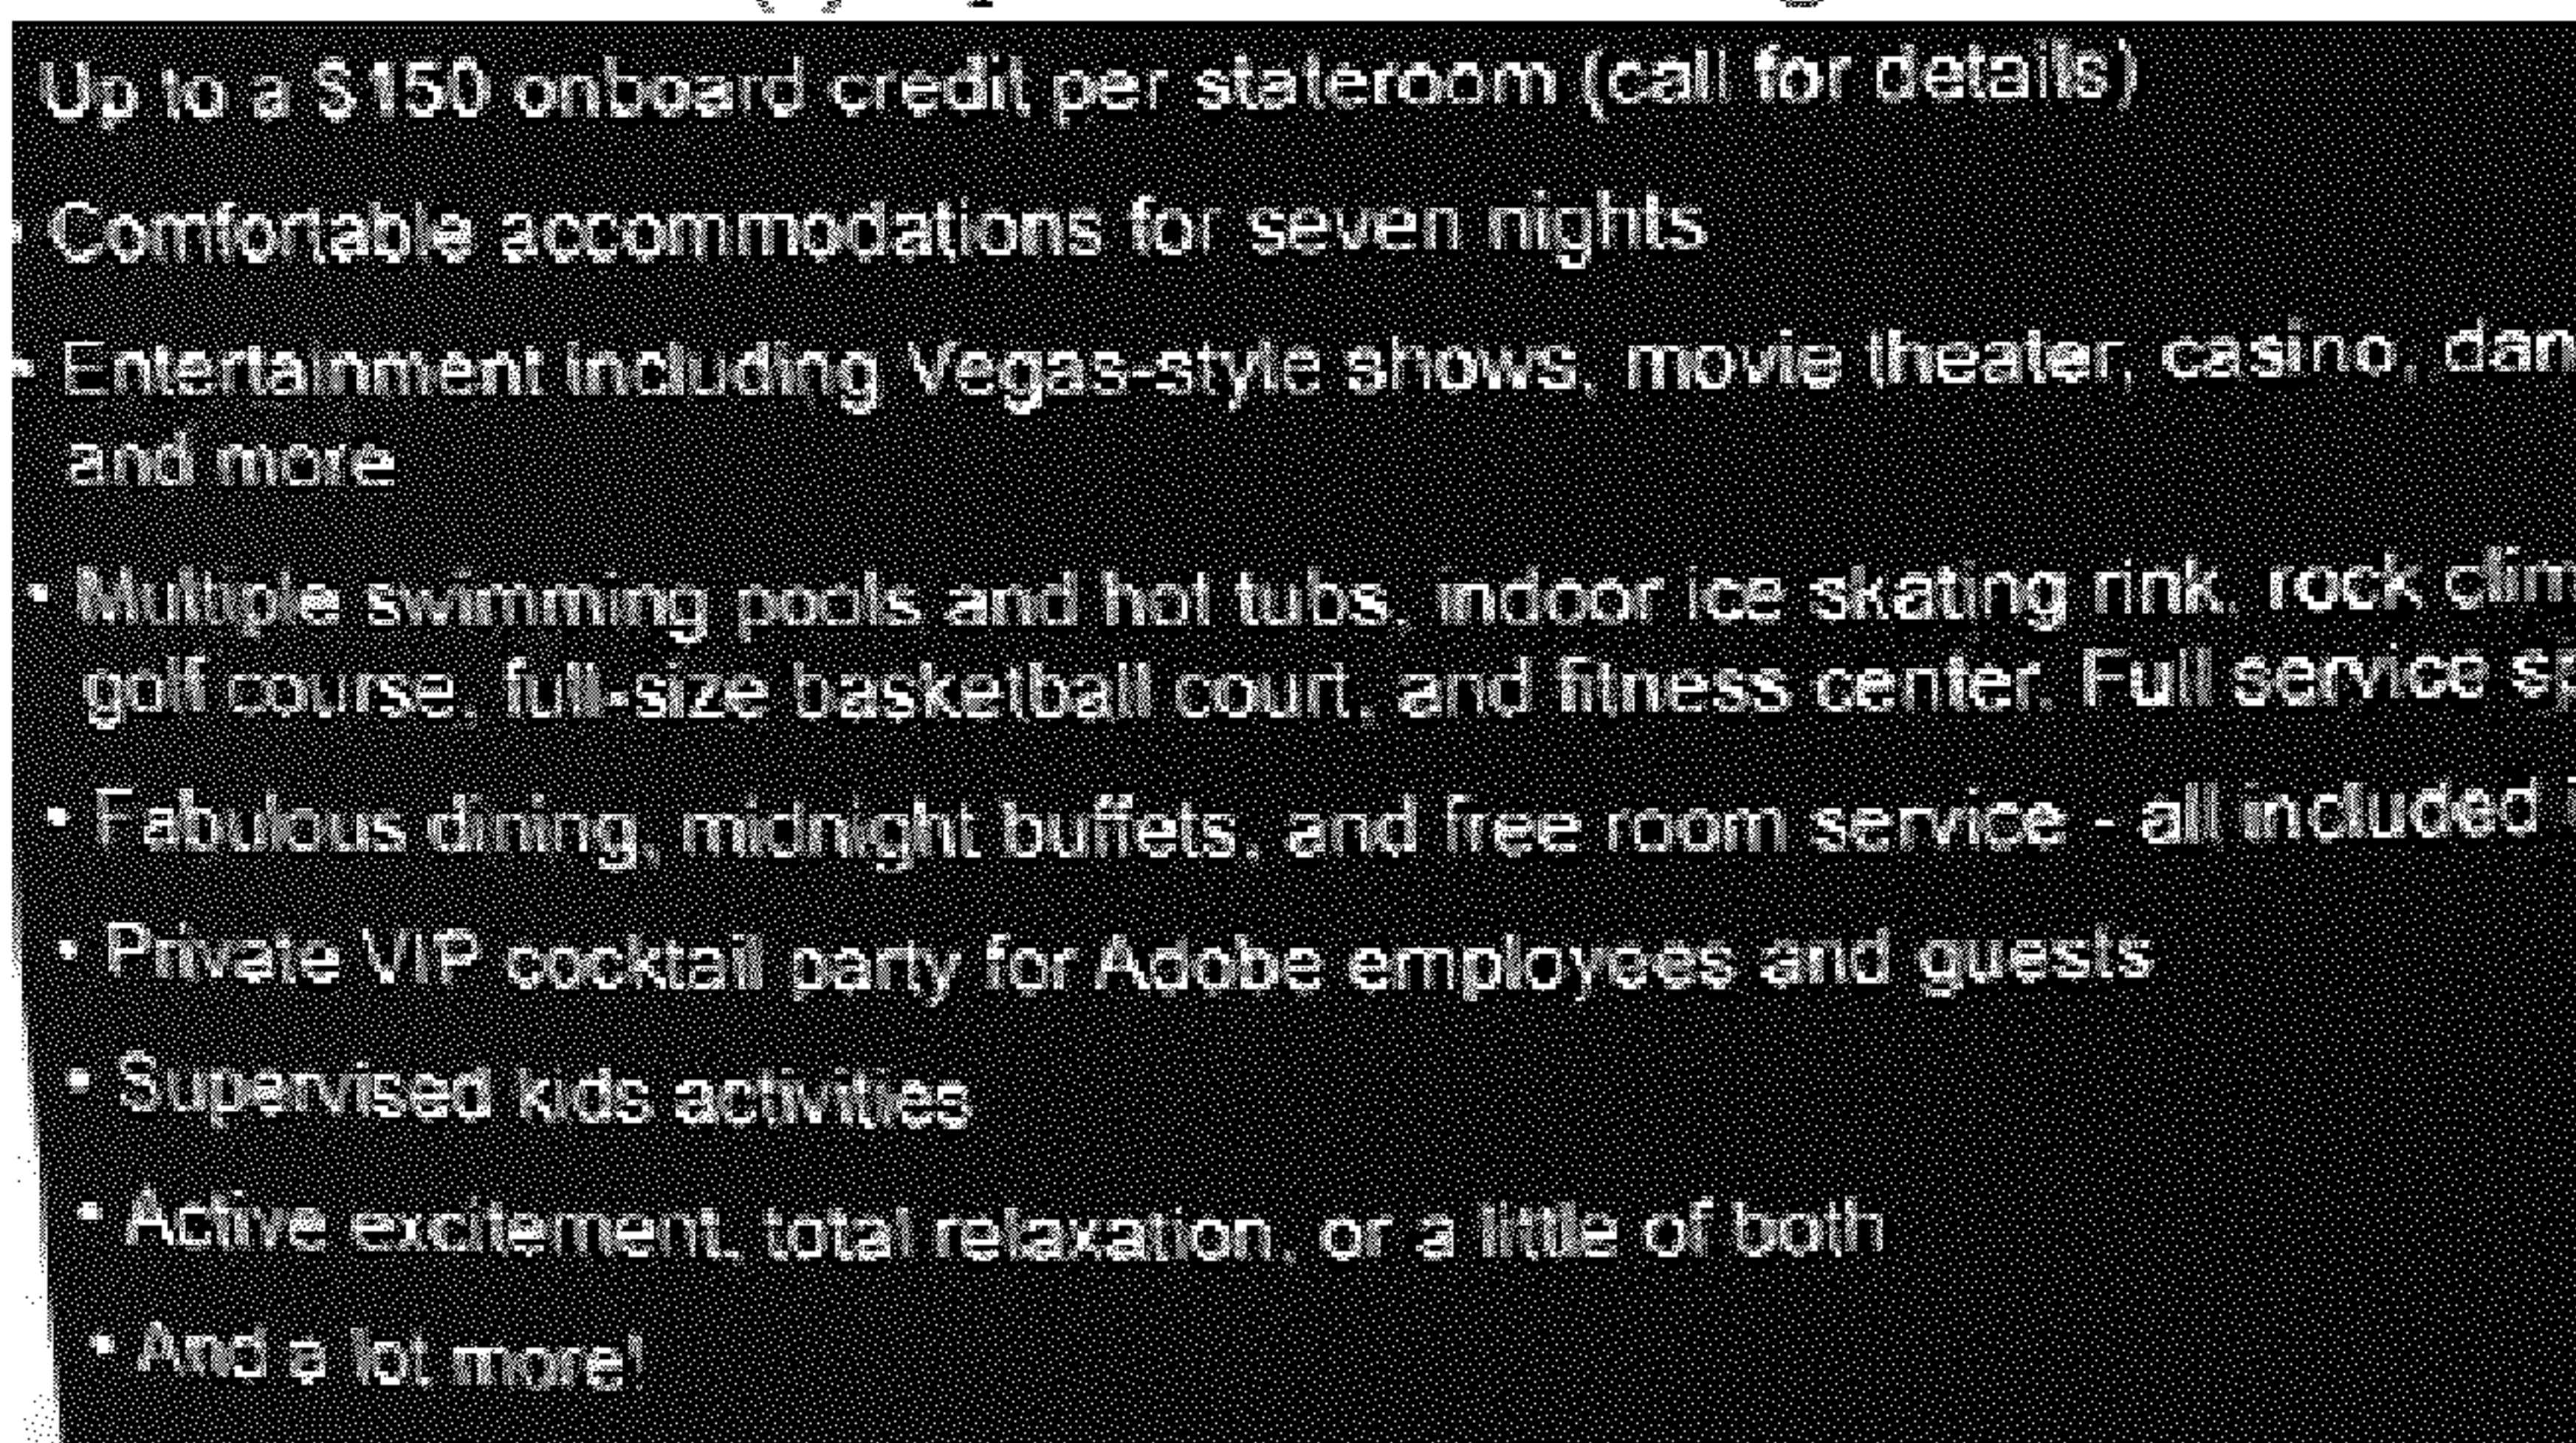 Up to a $150 onboard credit per stateroom (call for details)
• Comfortable accommodations for seven nights
• Entertainment including Vegas-style shows, movie theater, casino,
and more
• Multiple swimming pools and hot tubs, indoor ice skating rink, rock
golf course, full-size basketball court, and fitness center. Full service
• Fabulous dining, midnight buffets, and free room service - all included
• Private VIP cocktail party for Adobe employees and guests
• Supervised kids activities
• Active excitement, total relaxation, or a little of both
• And a lot more!